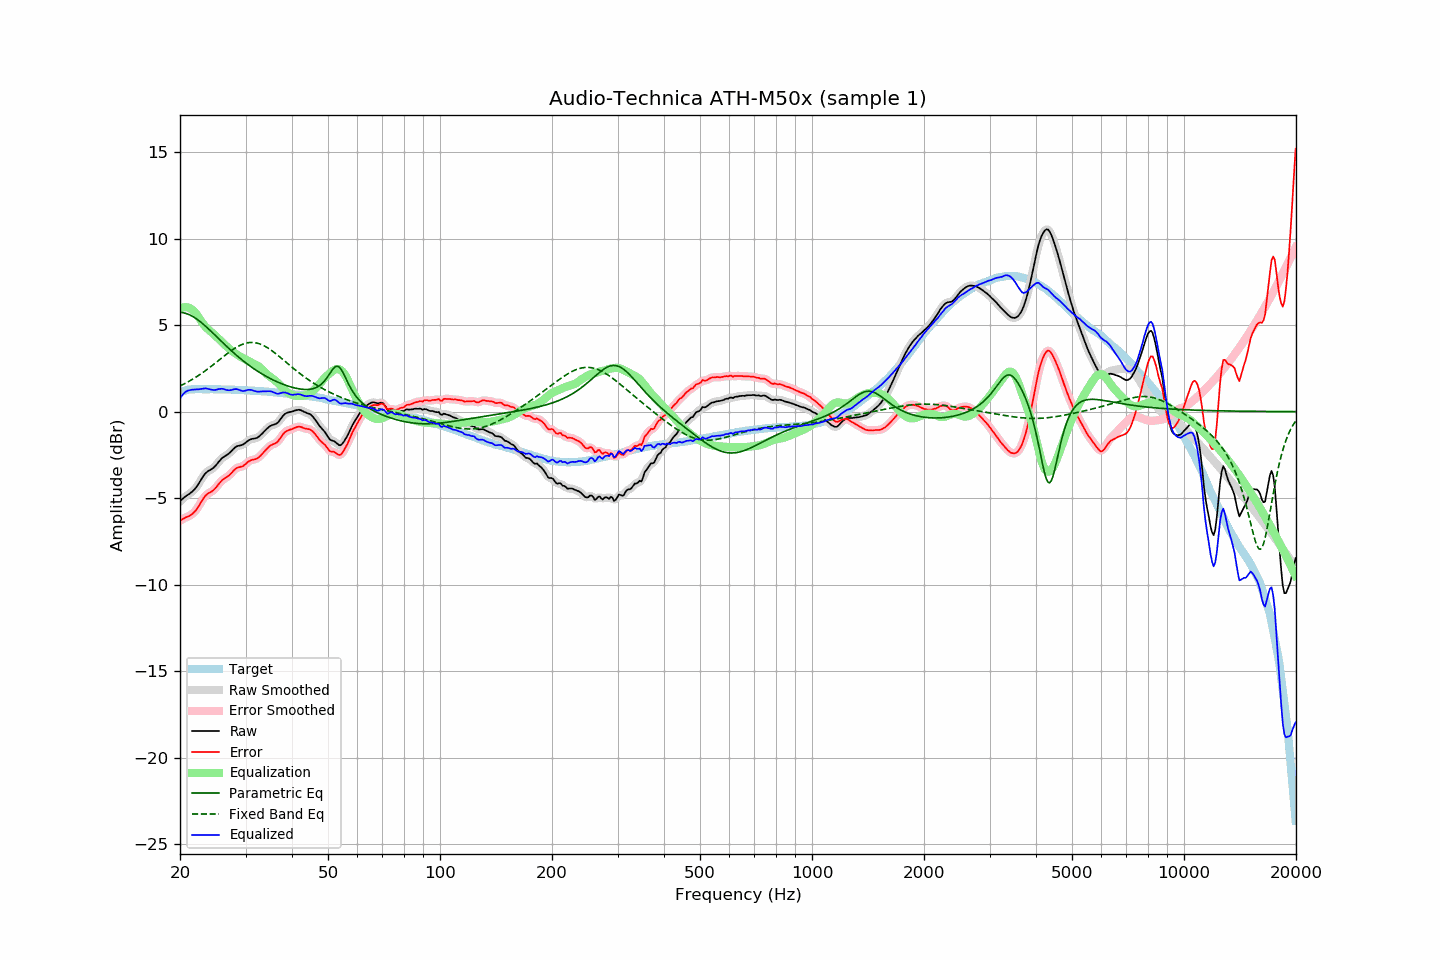 Audio-Technica ATH-M50x (sample 1)
15
10
5
0
−5
−10
−15
−20
−25
Amplitude (dBr)
Target
Raw Smoothed
Error Smoothed
Raw
Error
Equalization
Parametric Eq
Fixed Band Eq
Equalized
20 50 100 200 500 1000 2000 5000 10000 20000
Frequency (Hz)